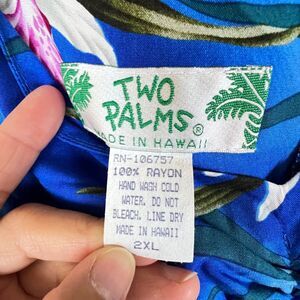 TWO
PALMS®
MADE IN HAWAII
RN-106757
100% RAYON
HAND WASH COLD
WATER. DO NOT
BLEACH. LINE DRY
MADE IN HAWAII
2XL